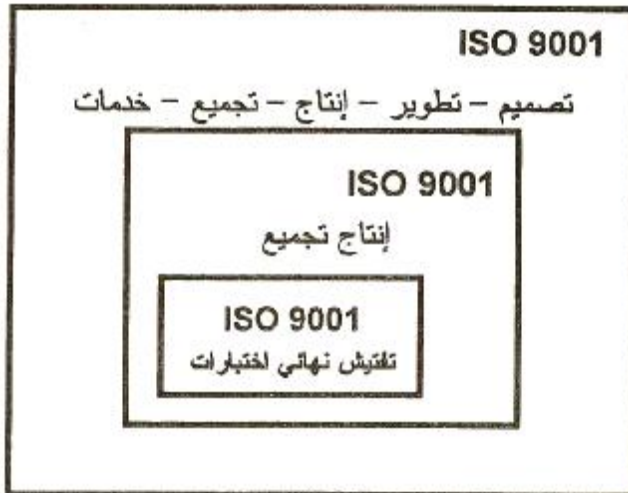 ISO 9001
تصميم – تطوير – إنتاج – تجميع – خدمات
ISO 9001
إنتاج تجميع
ISO 9001
تفتيش نهائي اختبارات